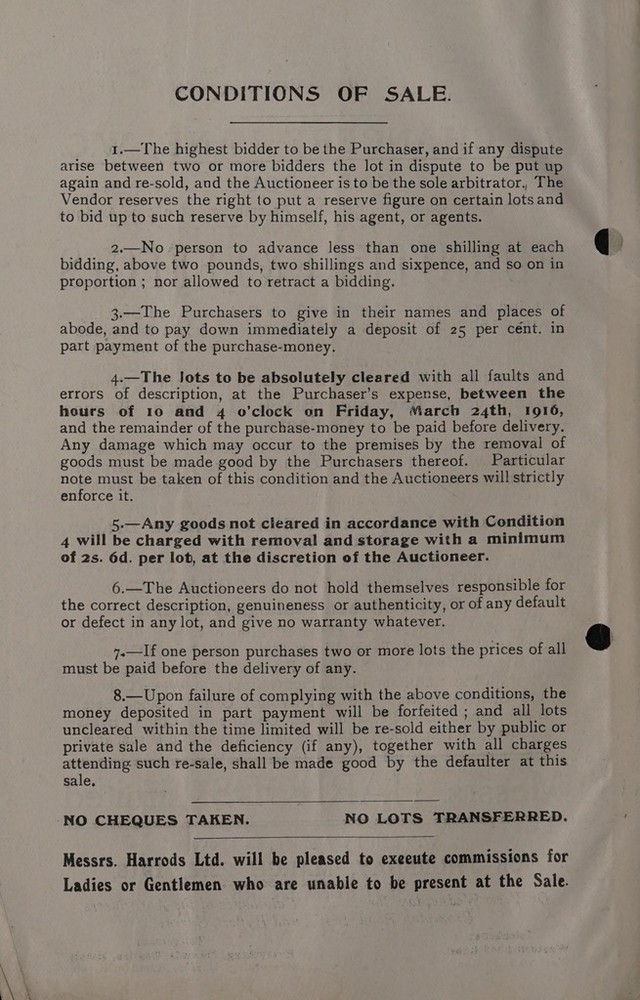 CONDITIONS OF SALE.
1.—The highest bidder to be the Purchaser, and if any dispute
arise between two or more bidders the lot in dispute to be put up
again and re-sold, and the Auctioneer is to be the sole arbitrator. The
Vendor reserves the right to put a reserve figure on certain lots and
to bid up to such reserve by himself, his agent, or agents.
2.—No person to advance less than one shilling at each
bidding, above two pounds, two shillings and sixpence, and so on in
proportion ; nor allowed to retract a bidding.
3.—The Purchasers to give in their names and places of
abode, and to pay down immediately a deposit of 25 per cent. in
part payment of the purchase-money.
4.—The lots to be absolutely cleared with all faults and
errors of description, at the Purchaser's expense, between the
hours of 10 and 4 o'clock on Friday, March 24th, 1916,
and the remainder of the purchase-money to be paid before delivery.
Any damage which may occur to the premises by the removal of
goods must be made good by the Purchasers thereof. Particular
note must be taken of this condition and the Auctioneers will strictly
enforce it.
5.—Any goods not cleared in accordance with Condition
4 will be charged with removal and storage with a minimum
of 2s. 6d. per lot, at the discretion of the Auctioneer.
6.—The Auctioneers do not hold themselves responsible for
the correct description, genuineness or authenticity, or of any default
or defect in any lot, and give no warranty whatever.
7.—If one person purchases two or more lots the prices of all
must be paid before the delivery of any.
8.—Upon failure of complying with the above conditions, the
money deposited in part payment will be forfeited ; and all lots
uncleared within the time limited will be re-sold either by public or
private sale and the deficiency (if any), together with all charges
attending such re-sale, shall be made good by the defaulter at this
sale.
NO CHEQUES TAKEN. NO LOTS TRANSFERRED.
Messrs. Harrods Ltd. will be pleased to execute commissions for
Ladies or Gentlemen who are unable to be present at the Sale.